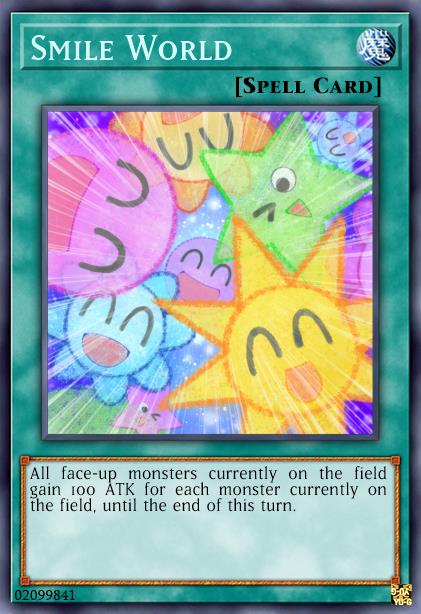 Smile World
魔
[Spell Card]
All face-up monsters currently on the field
gain 100 ATK for each monster currently on
the field, until the end of this turn.
02099841